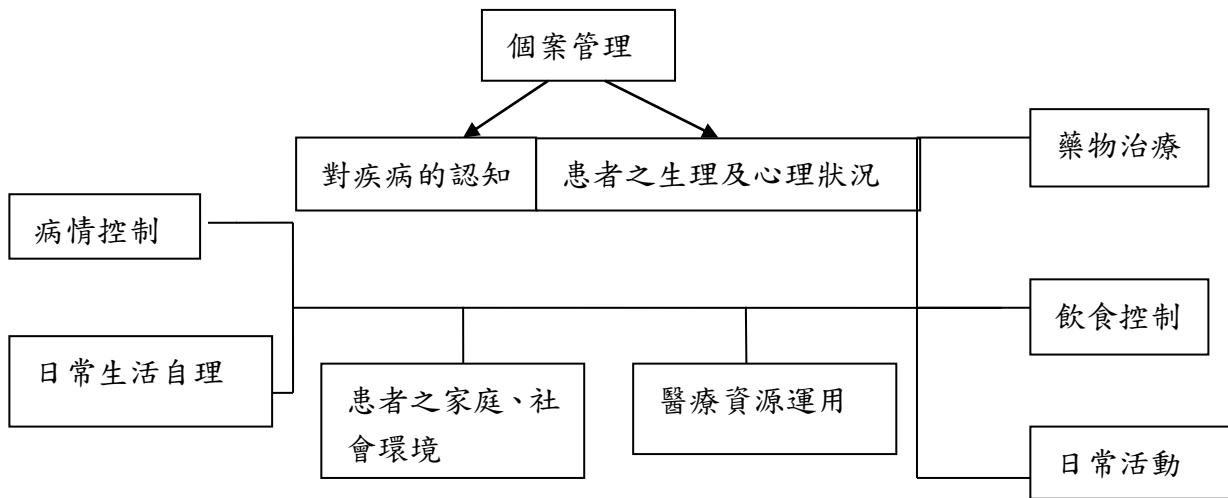 個案管理
對疾病的認知
患者之生理及心理狀況
藥物治療
病情控制
飲食控制
日常生活自理
患者之家庭、社
會環境
醫療資源運用
日常活動